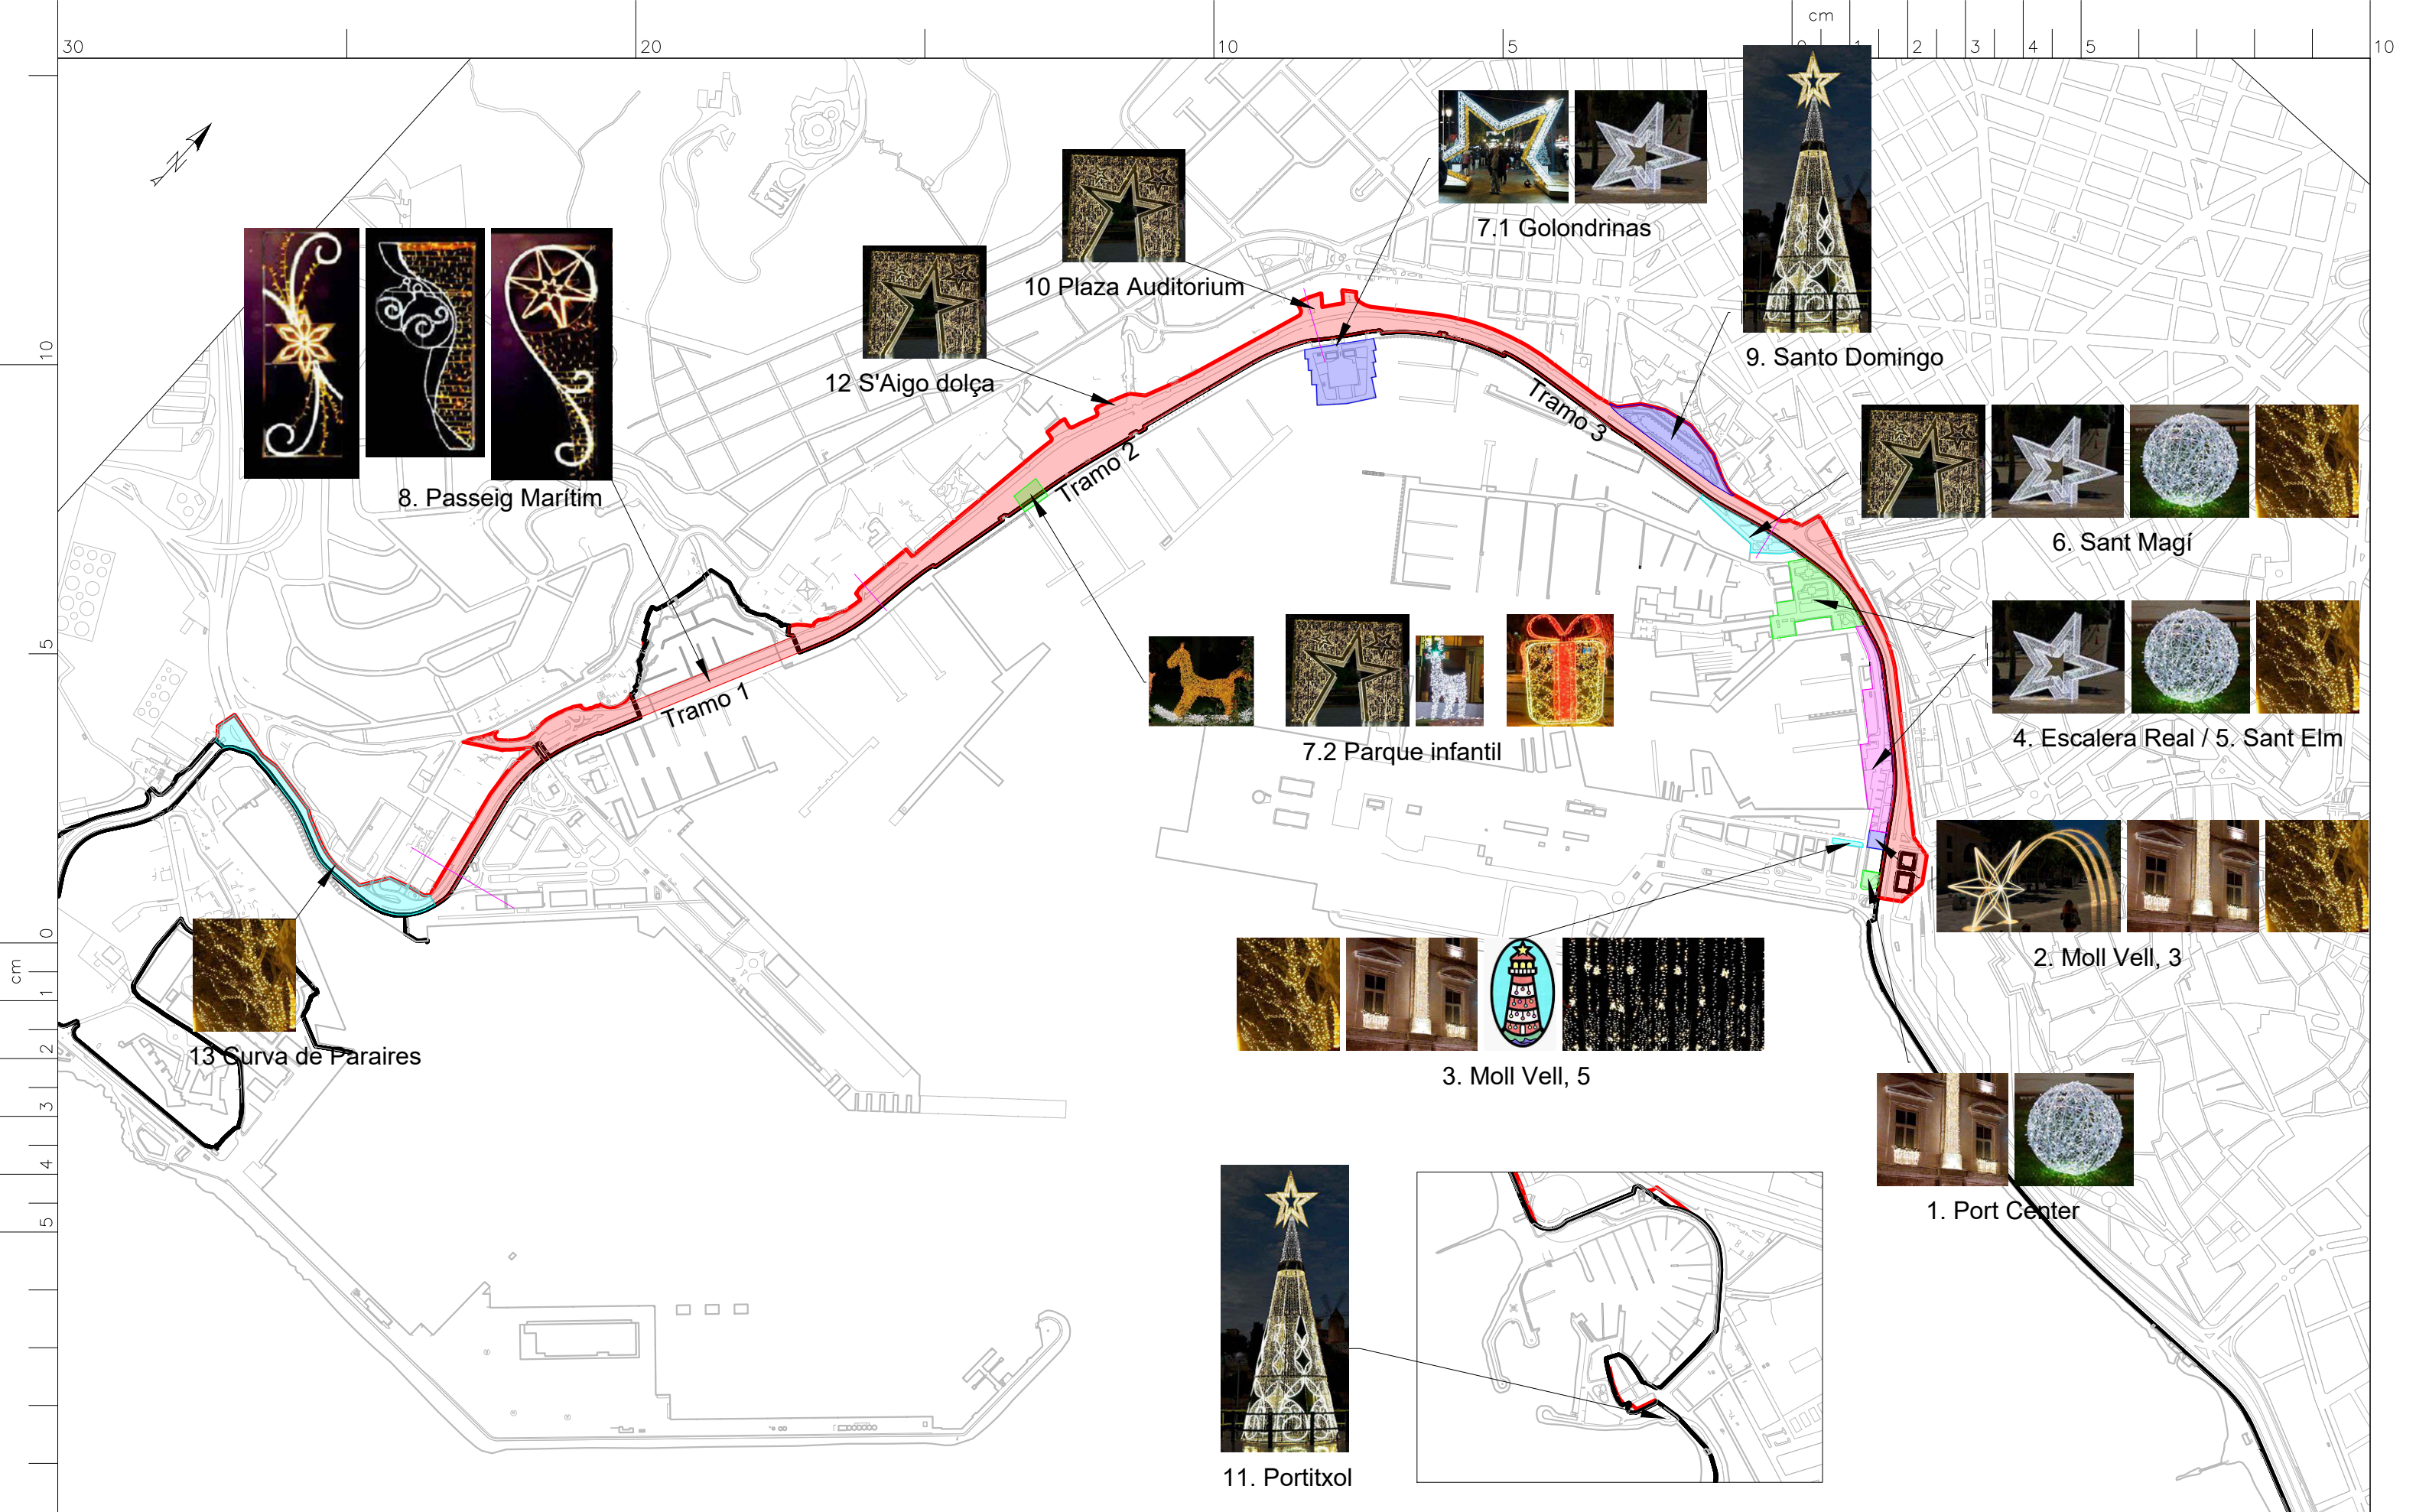 cm
30
20
10
5
0
1
2
3
4
5
10
N
7.1 Golondrinas
10 Plaza Auditorium
9. Santo Domingo
12 S'Aigo dolça
Tramo 3
8. Passeig Marítim
Tramo 2
6. Sant Magí
10
5
0
cm
1
2
3
4
5
Tramo 1
7.2 Parque infantil
4. Escalera Real / 5. Sant Elm
2. Moll Vell, 3
13 Curva de Paraires
3. Moll Vell, 5
1. Port Center
11. Portitxol